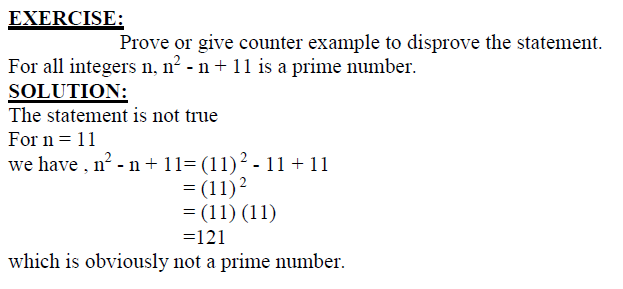 EXERCISE:
Prove or give counter example to disprove the statement.
For all integers n, n² - n + 11 is a prime number.
SOLUTION:
The statement is not true
For n = 11
we have , n² - n + 11= (11)² - 11 + 11
= (11)²
= (11) (11)
=121
which is obviously not a prime number.